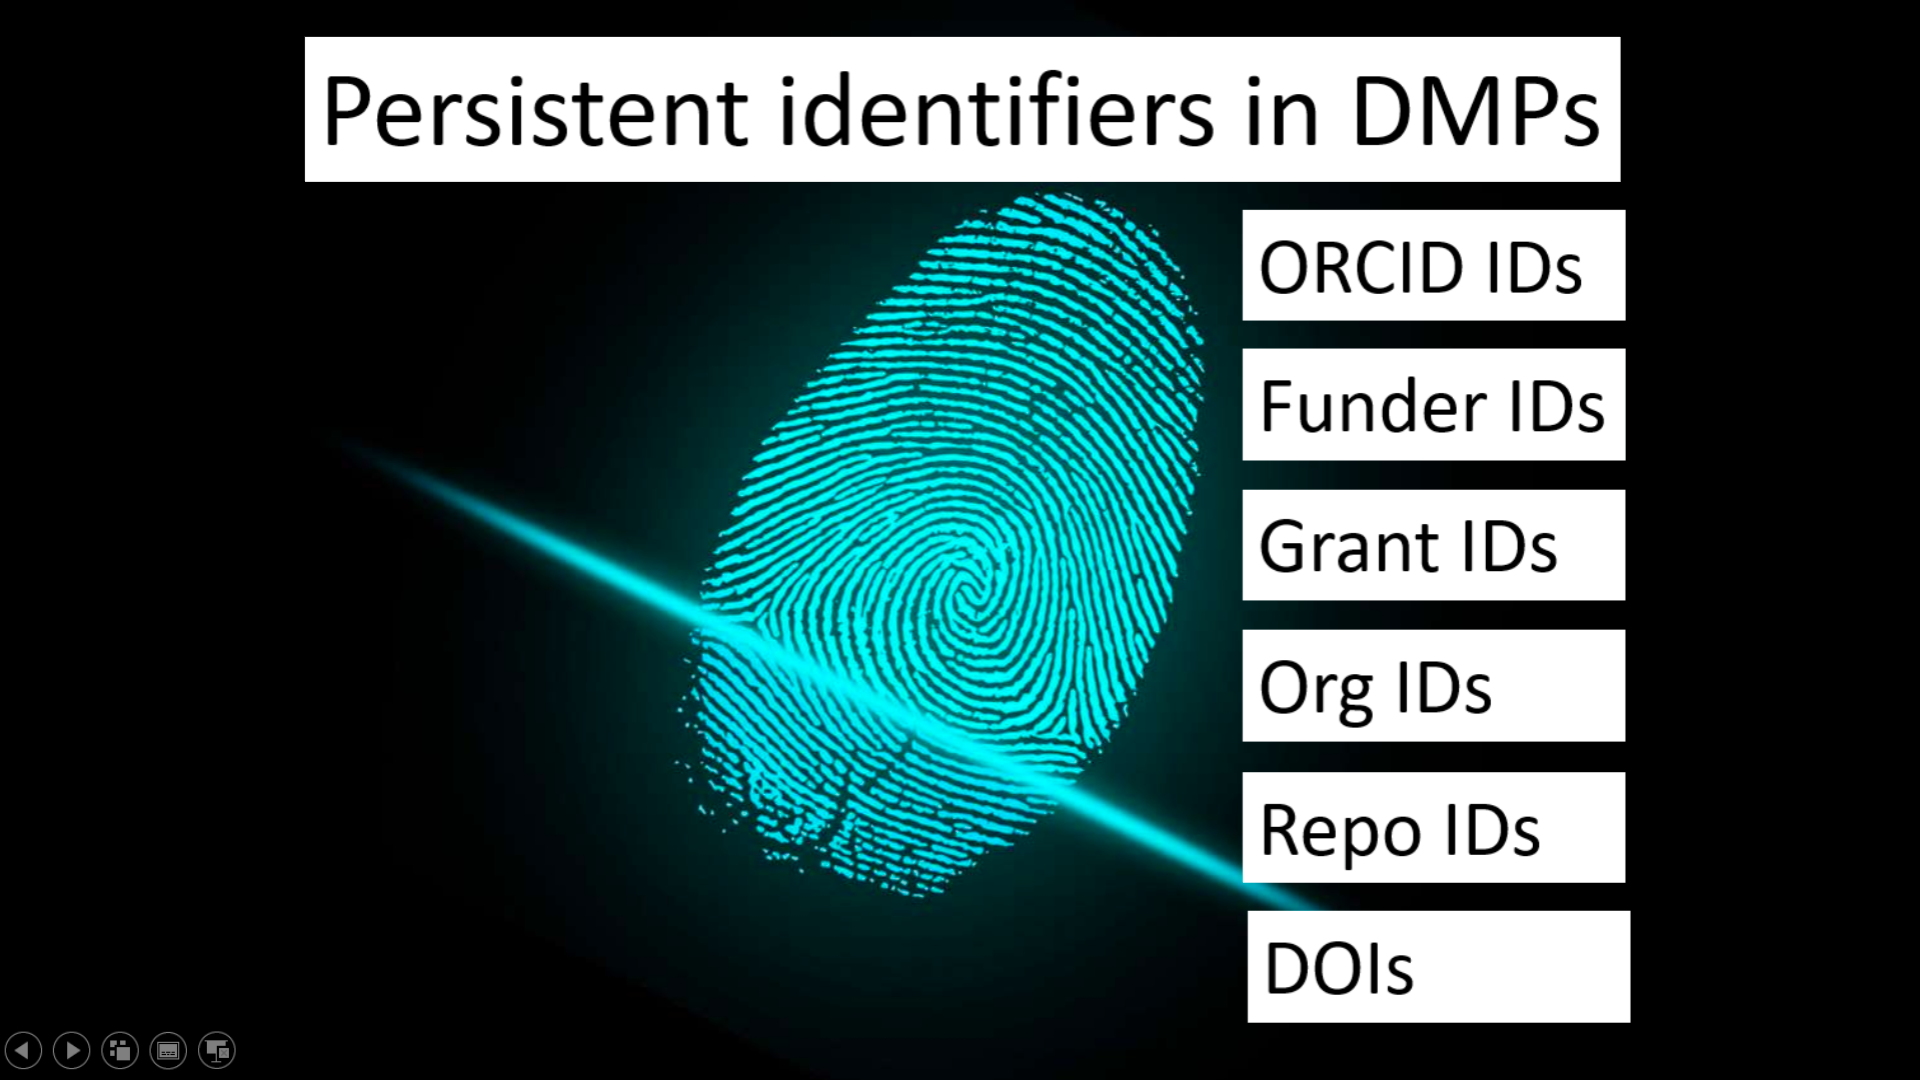 Persistent identifiers in DMPs
ORCID IDs
Funder IDs
Grant IDs
Org IDs
Repo IDs
DOIs